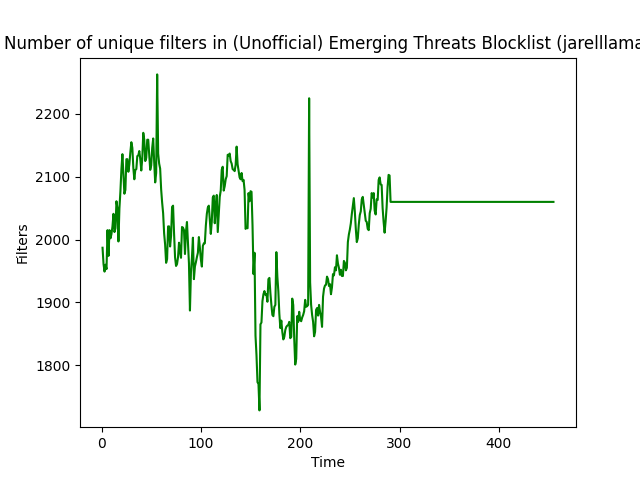 Number of unique filters in (Unofficial) Emerging Threats Blocklist (jarelllama
2200
2100
2000
1900
1800
Filters
0 100 200 300 400
Time